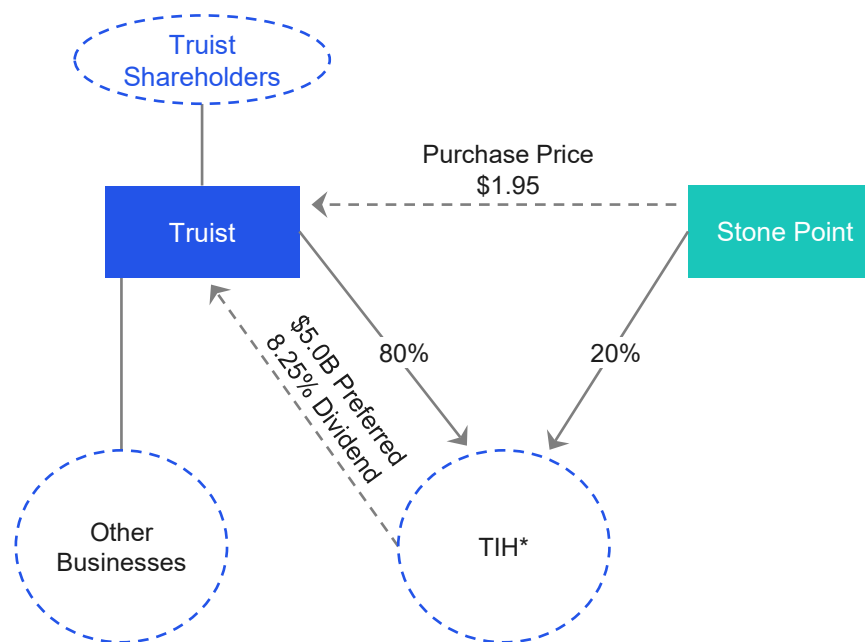 Truist
Shareholders
Purchase Price
$1.95
Truist
Stone Point
$5.0B Preferred
8.25% Dividend
80%
20%
Other
Businesses
TIH*